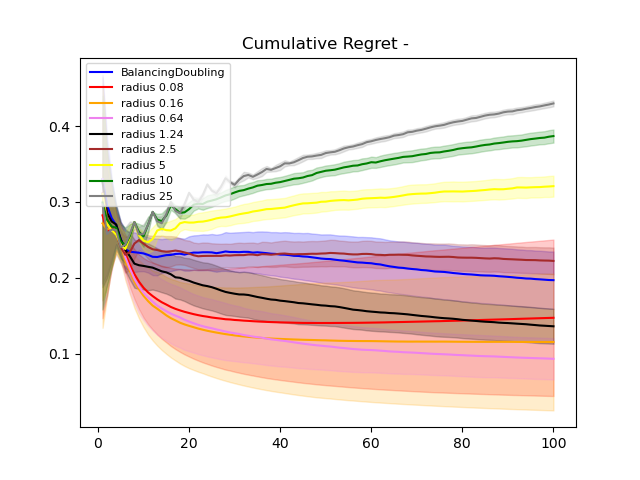 Cumulative Regret -
BalancingDoubling
radius 0.08
radius 0.16
radius 0.64
radius 1.24
radius 2.5
radius 5
radius 10
radius 25
0.4
0.3
0.2
0.1
0 20 40 60 80 100